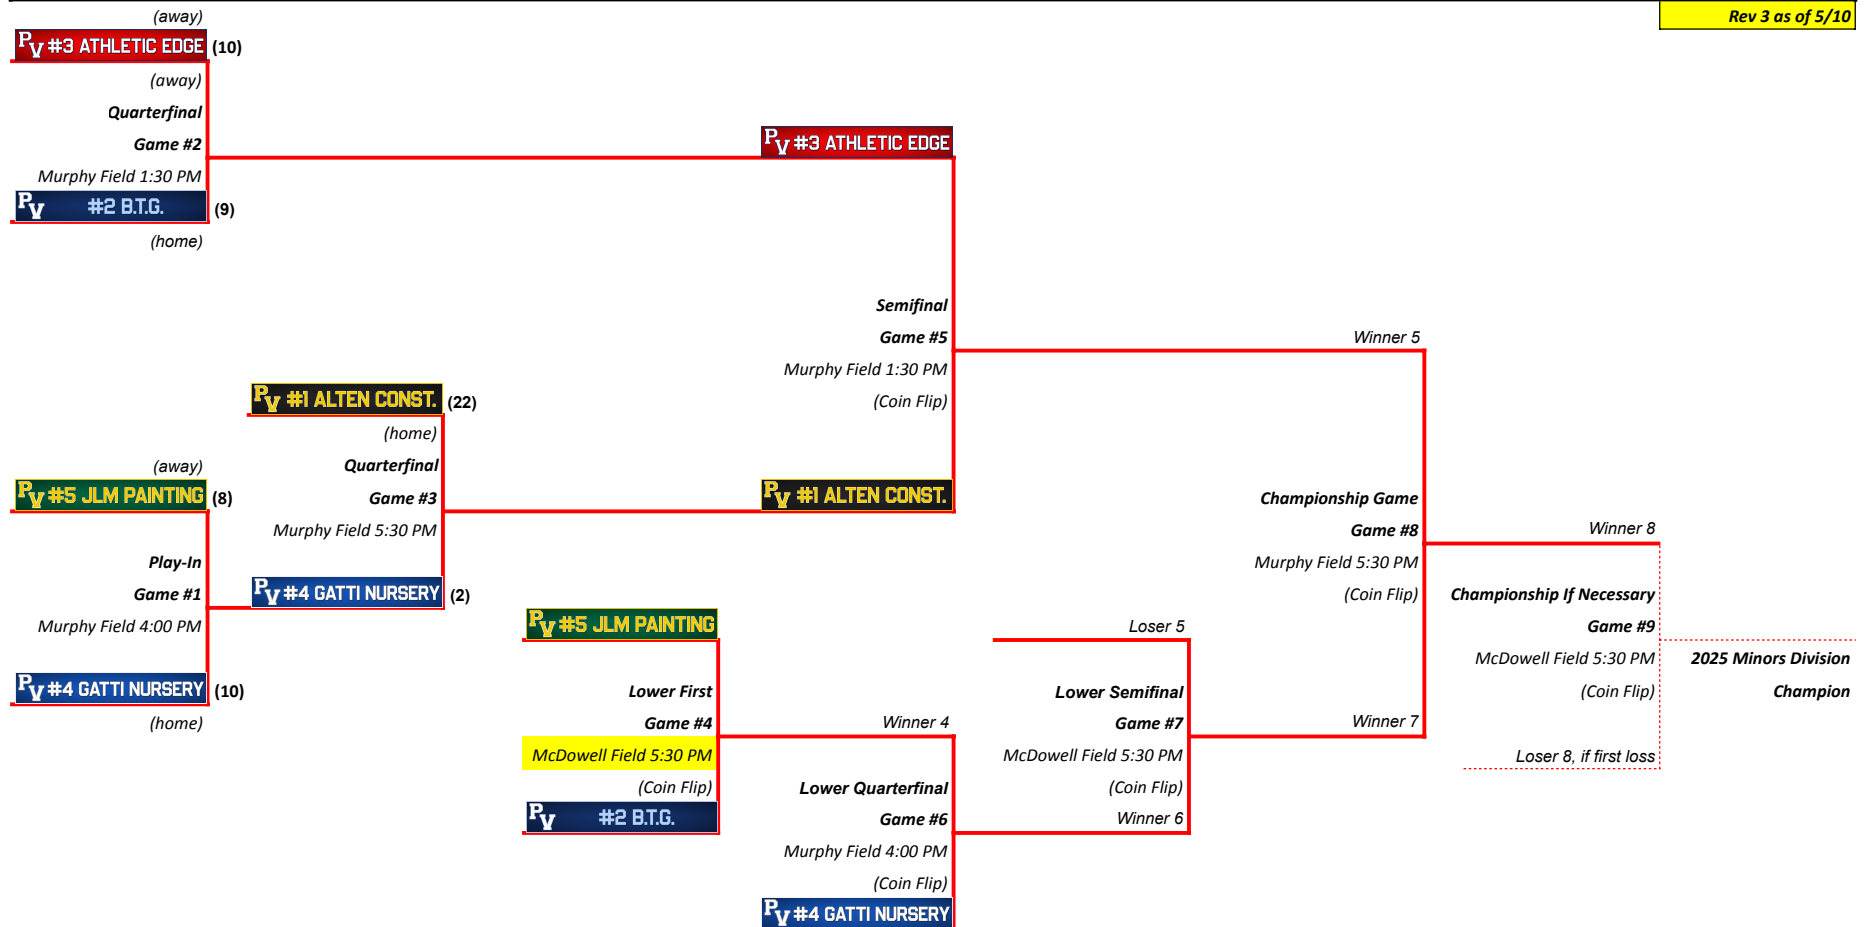 (away)
Rev 3 as of 5/10
PV #3 ATHLETIC EDGE (10)
(away)
Quarterfinal
Game #2
Murphy Field 1:30 PM
PV #2 B.T.G. (9)
(home)
PV #3 ATHLETIC EDGE
Semifinal
Game #5
Murphy Field 1:30 PM
(Coin Flip)
Winner 5
PV #1 ALTEN CONST. (22)
(home)
Quarterfinal
Game #3
Murphy Field 5:30 PM
PV #4 GATTI NURSERY (2)
(away)
PV #5 JLM PAINTING (8)
Play-In
Game #1
Murphy Field 4:00 PM
PV #4 GATTI NURSERY (10)
(home)
PV #1 ALTEN CONST.
Championship Game
Game #8
Murphy Field 5:30 PM
(Coin Flip)
Winner 8
Championship If Necessary
Game #9
McDowell Field 5:30 PM
(Coin Flip)
2025 Minors Division
Champion
Loser 8, if first loss
PV #5 JLM PAINTING
Lower First
Game #4
McDowell Field 5:30 PM
(Coin Flip)
PV #2 B.T.G.
Winner 4
Lower Quarterfinal
Game #6
Murphy Field 4:00 PM
(Coin Flip)
PV #4 GATTI NURSERY
Loser 5
Lower Semifinal
Game #7
McDowell Field 5:30 PM
(Coin Flip)
Winner 6
Winner 7